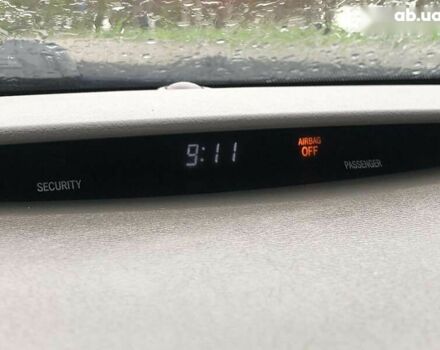 ab.ua
9:11
AIRBAG
OFF
PASSENGER
SECURITY